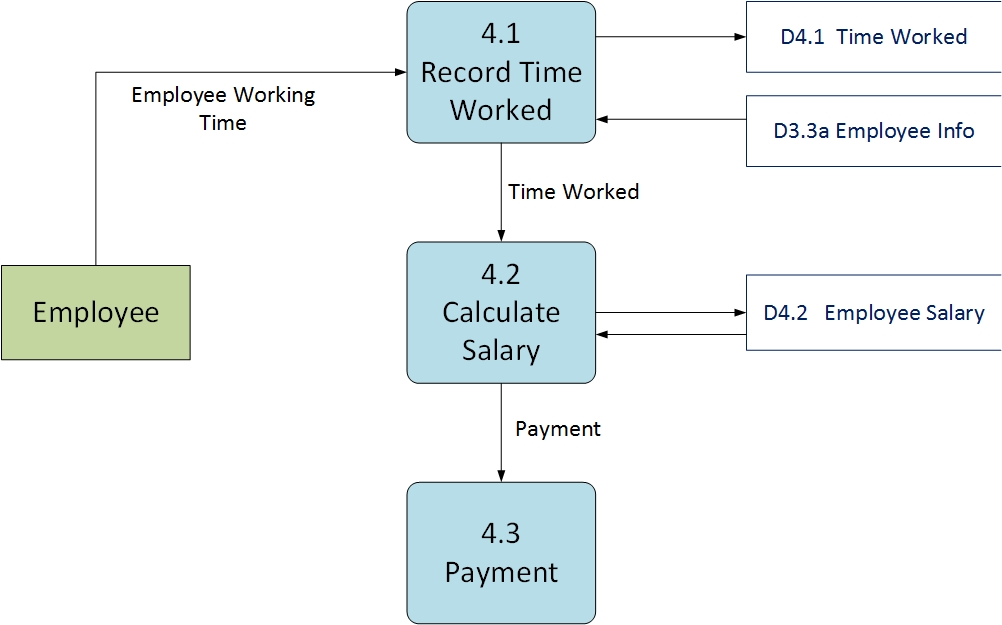 4.1
Record Time
Worked
D4.1  Time Worked
Employee Working
Time
D3.3a Employee Info
Time Worked
Employee
4.2
Calculate
Salary
D4.2   Employee Salary
Payment
4.3
Payment